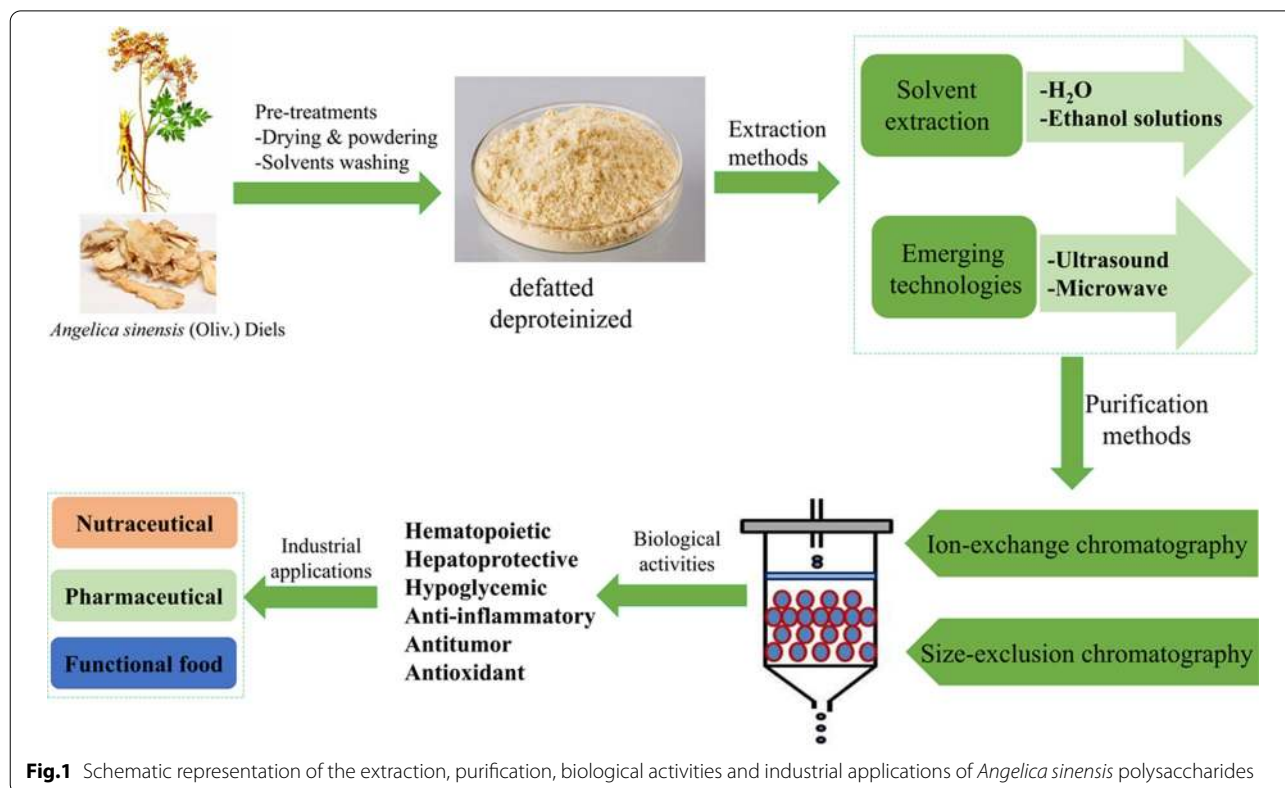 Pre-treatments
-Drying & powdering
-Solvents washing
Angelica sinensis (Oliv.) Diels
defatted
deproteinized
Extraction
methods
Solvent
extraction
-H₂O
-Ethanol solutions
Emerging
technologies
-Ultrasound
-Microwave
Purification
methods
Ion-exchange chromatography
Size-exclusion chromatography
8
Biological
activities
Hematopoietic
Hepatoprotective
Hypoglycemic
Anti-inflammatory
Antitumor
Antioxidant
Industrial
applications
Nutraceutical
Pharmaceutical
Functional food
Fig.1 Schematic representation of the extraction, purification, biological activities and industrial applications of Angelica sinensis polysaccharides